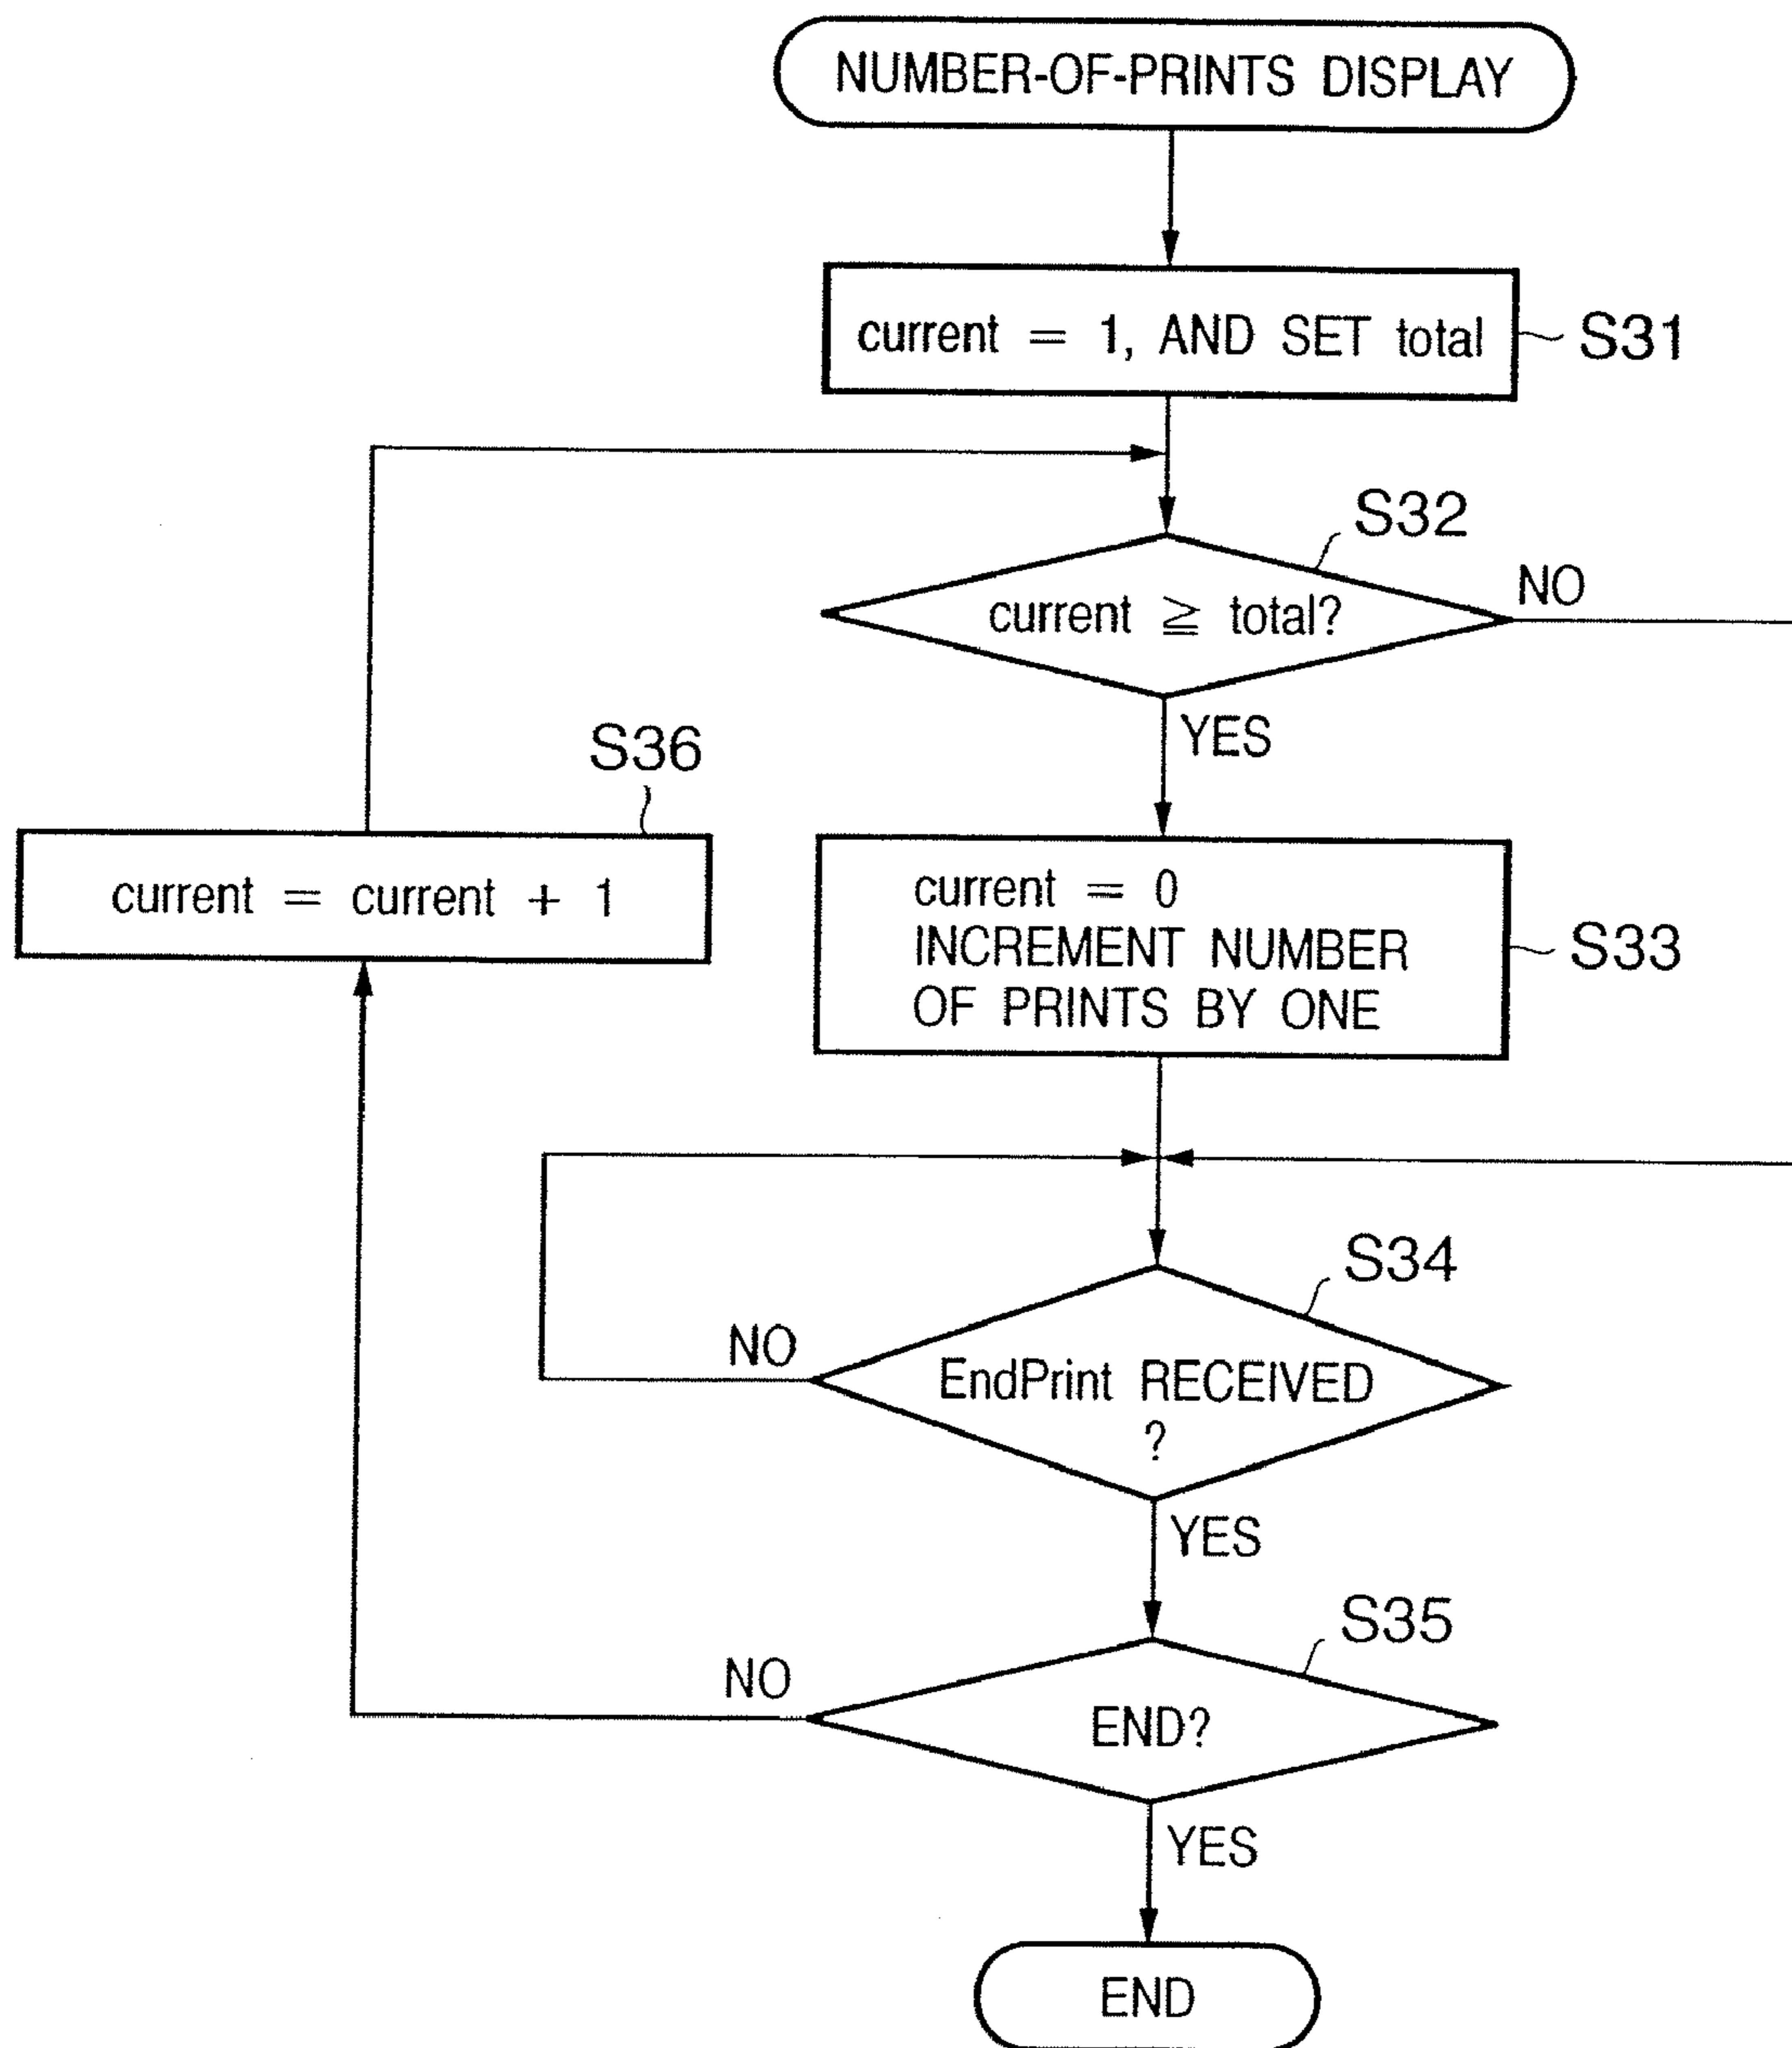 NUMBER-OF-PRINTS DISPLAY
current = 1, AND SET total
S31
S32
current ≧ total?
NO
YES
S36
current = current + 1
current = 0
INCREMENT NUMBER
OF PRINTS BY ONE
S33
S34
NO
EndPrint RECEIVED
?
YES
S35
NO
END?
YES
END